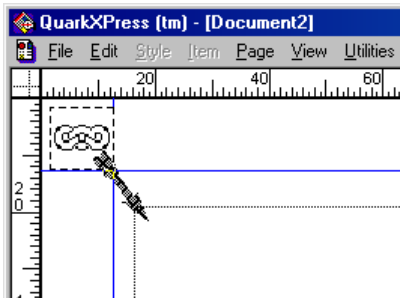 QuarkXPress (tm) - [Document2]
File Edit Style Item Page View Utilities
20 40 60
2
0